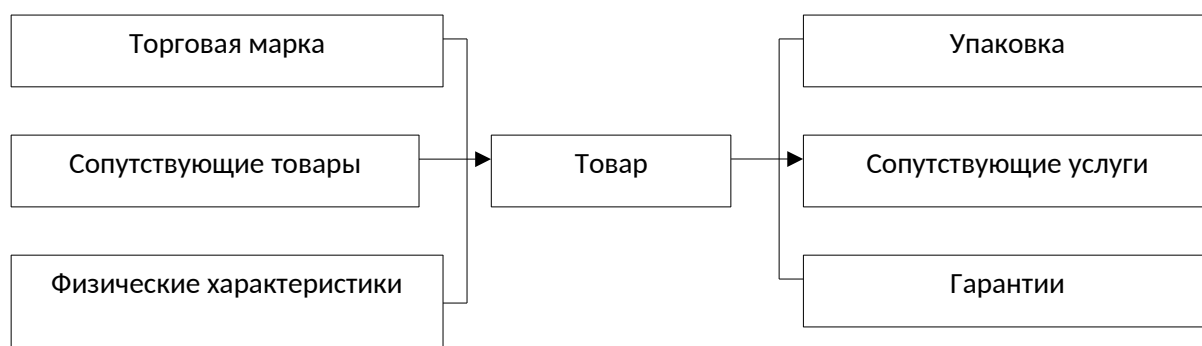 Торговая марка
Упаковка
Сопутствующие товары
Товар
Сопутствующие услуги
Физические характеристики
Гарантии